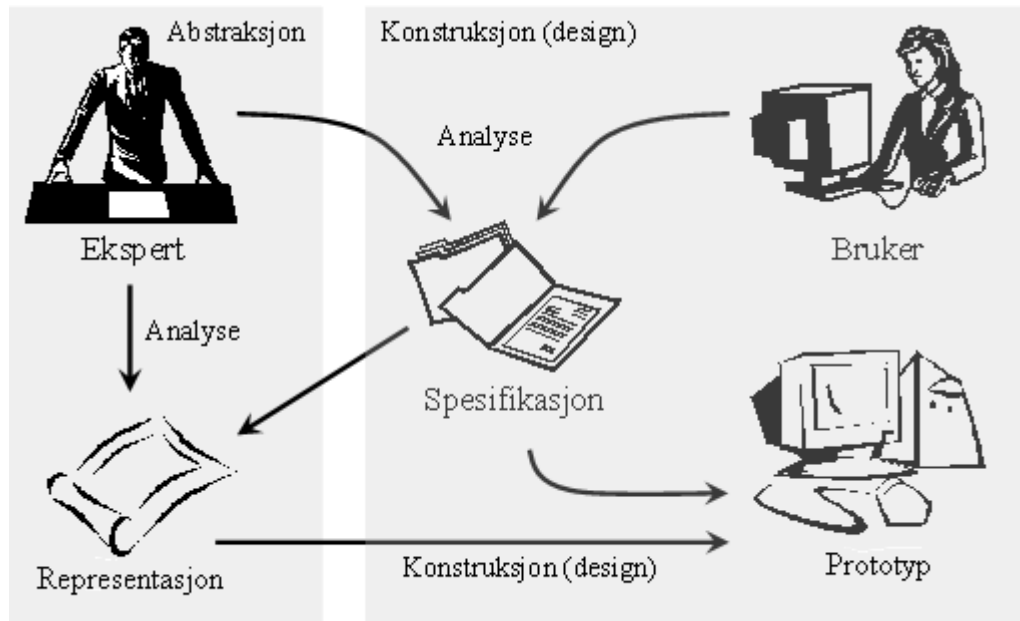 Abstraksjon
Konstruksjon (design)
Analyse
Ekspert
Bruker
Analyse
Spesifikasjon
Representasjon
Konstruksjon (design)
Prototyp